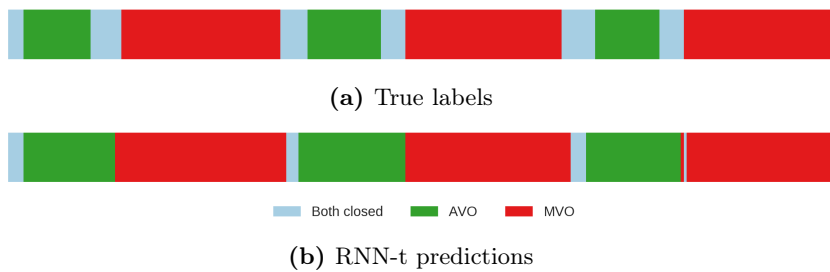 (a) True labels
Both closed AVO MVO
(b) RNN-t predictions